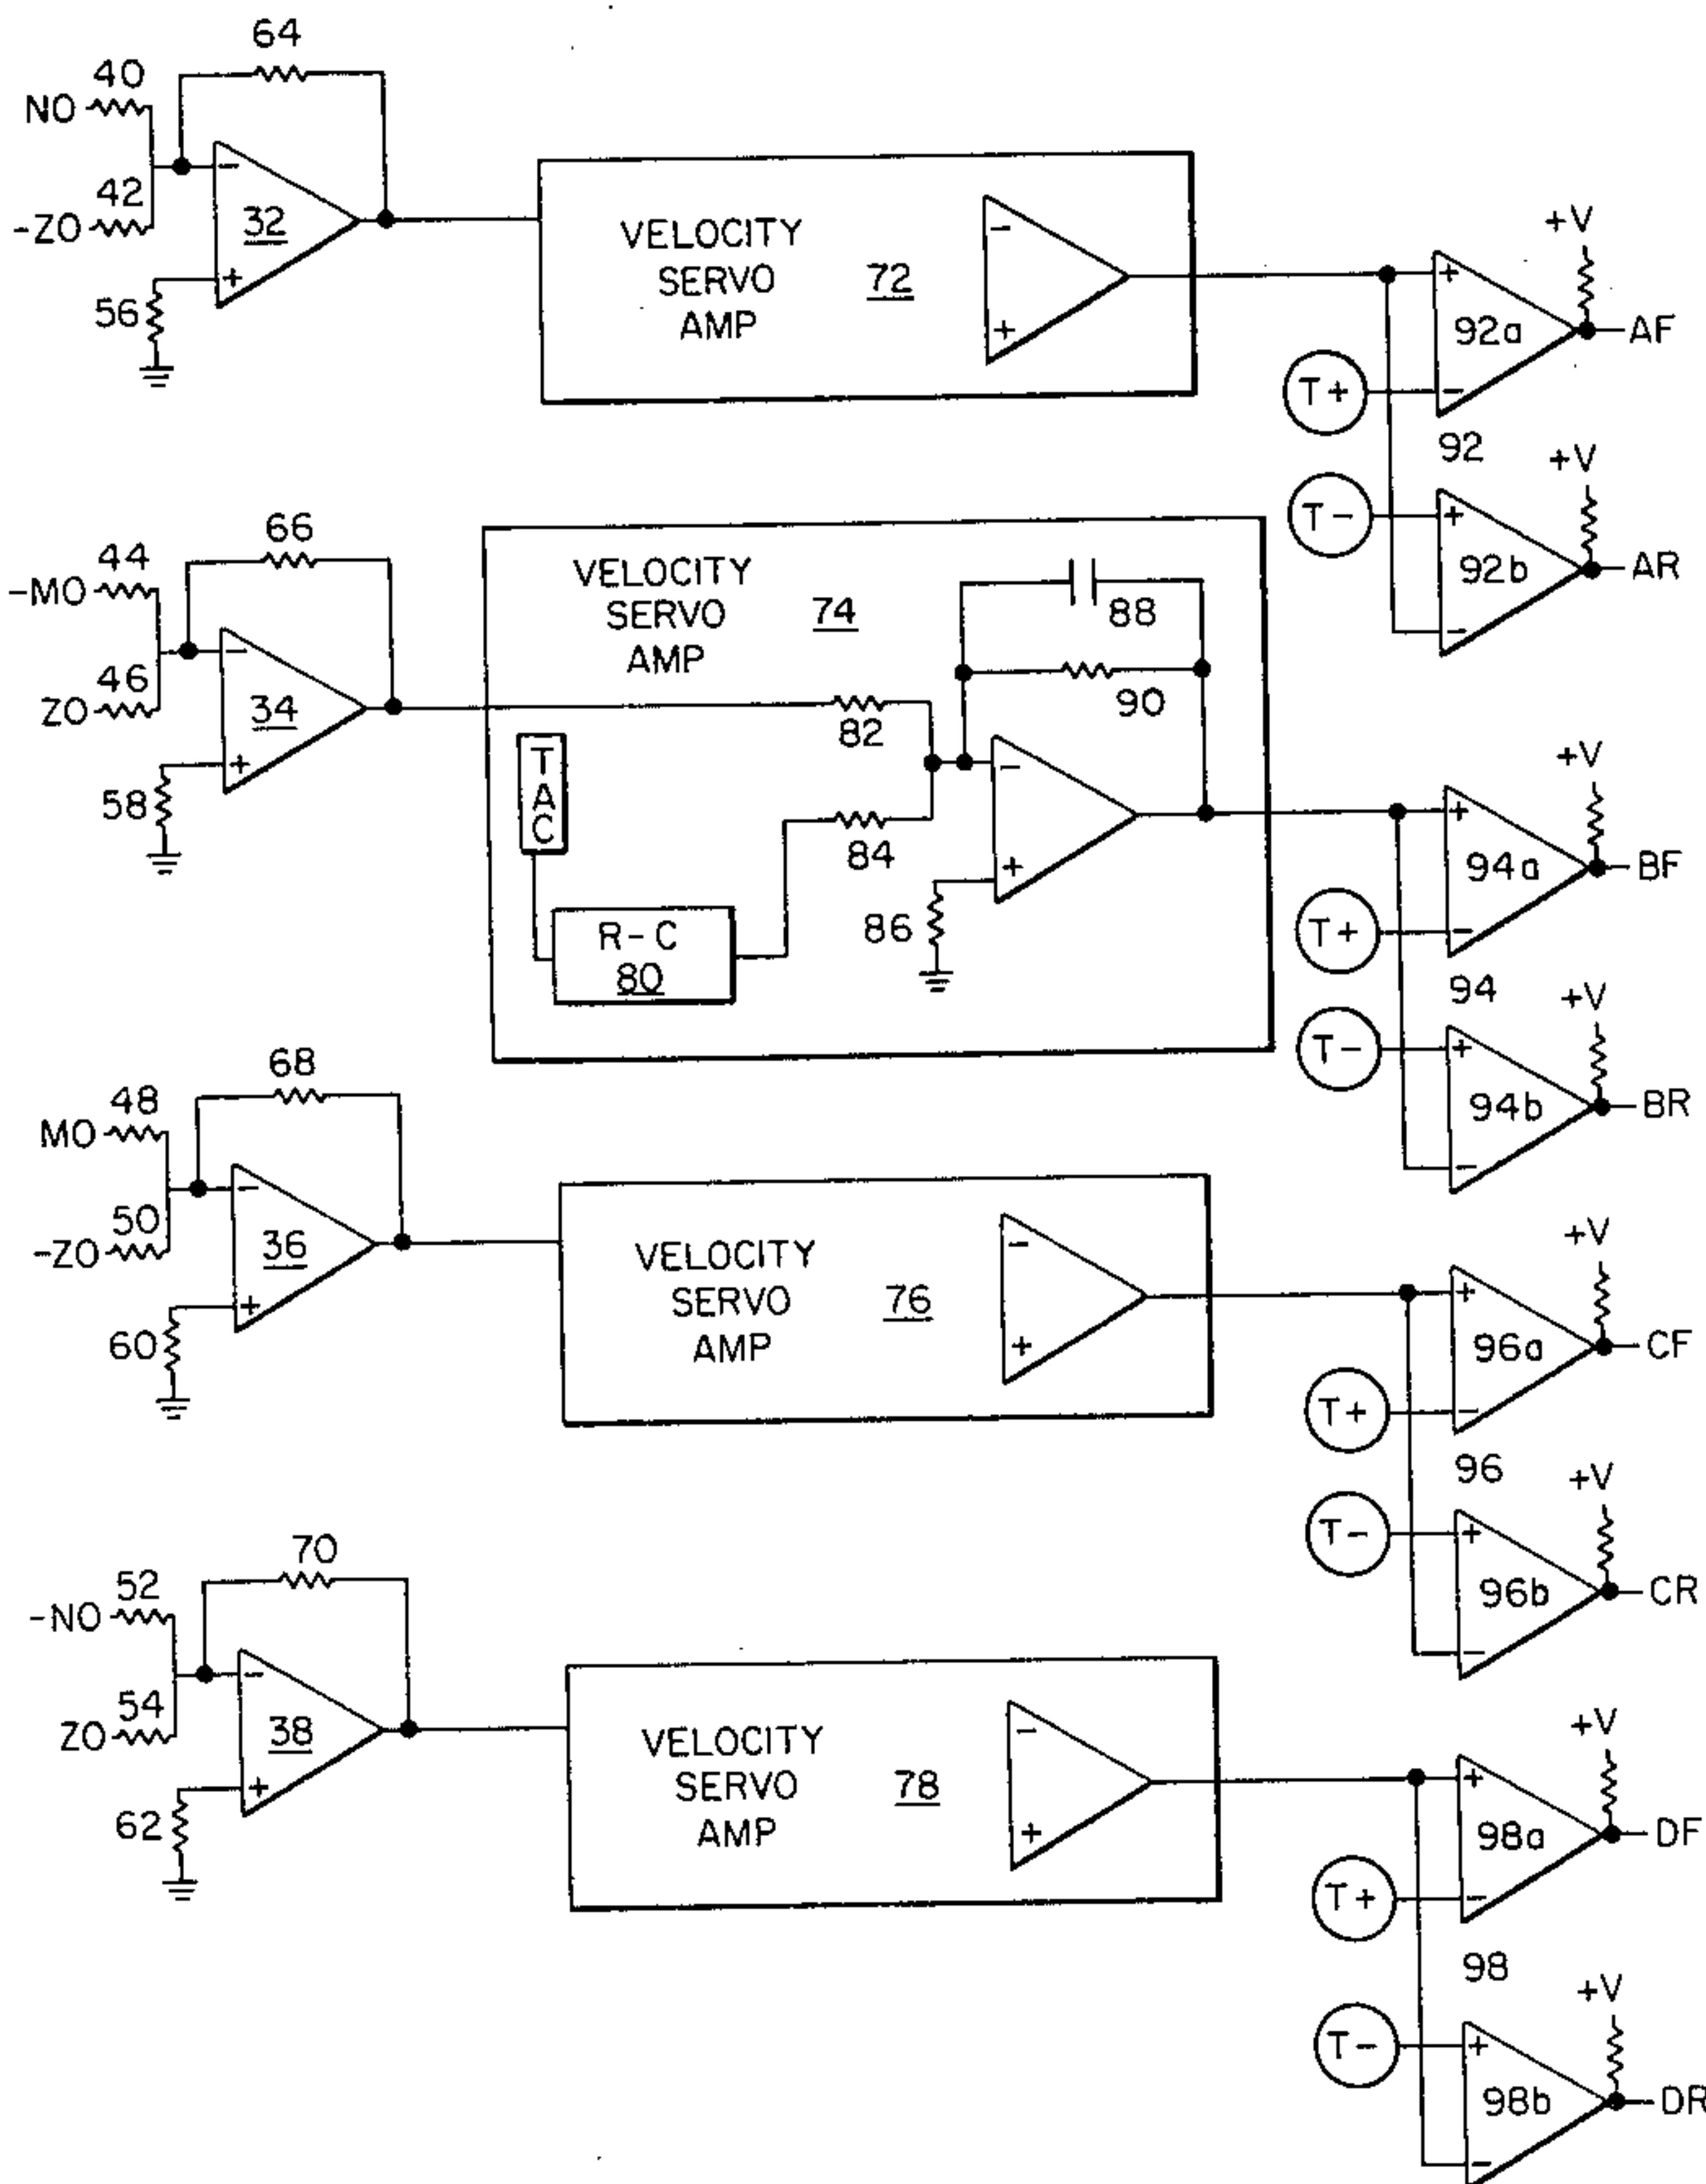 64
40
NO
42
-ZO
32
56
VELOCITY
SERVO
AMP
72
-
+
+V
+
92a
AF
T+
-
92
+V
T-
+
92b
AR
-
66
44
-MO
46
ZO
34
58
VELOCITY
SERVO
AMP
74
88
90
82
TAC
84
86
R-C
80
+V
94a
BF
T+
94
+V
T-
94b
BR
68
48
MO
50
-ZO
36
60
VELOCITY
SERVO
AMP
76
+V
96a
CF
T+
96
+V
T-
96b
CR
70
52
-NO
54
ZO
38
62
VELOCITY
SERVO
AMP
78
+V
98a
DF
T+
98
+V
T-
98b
DR